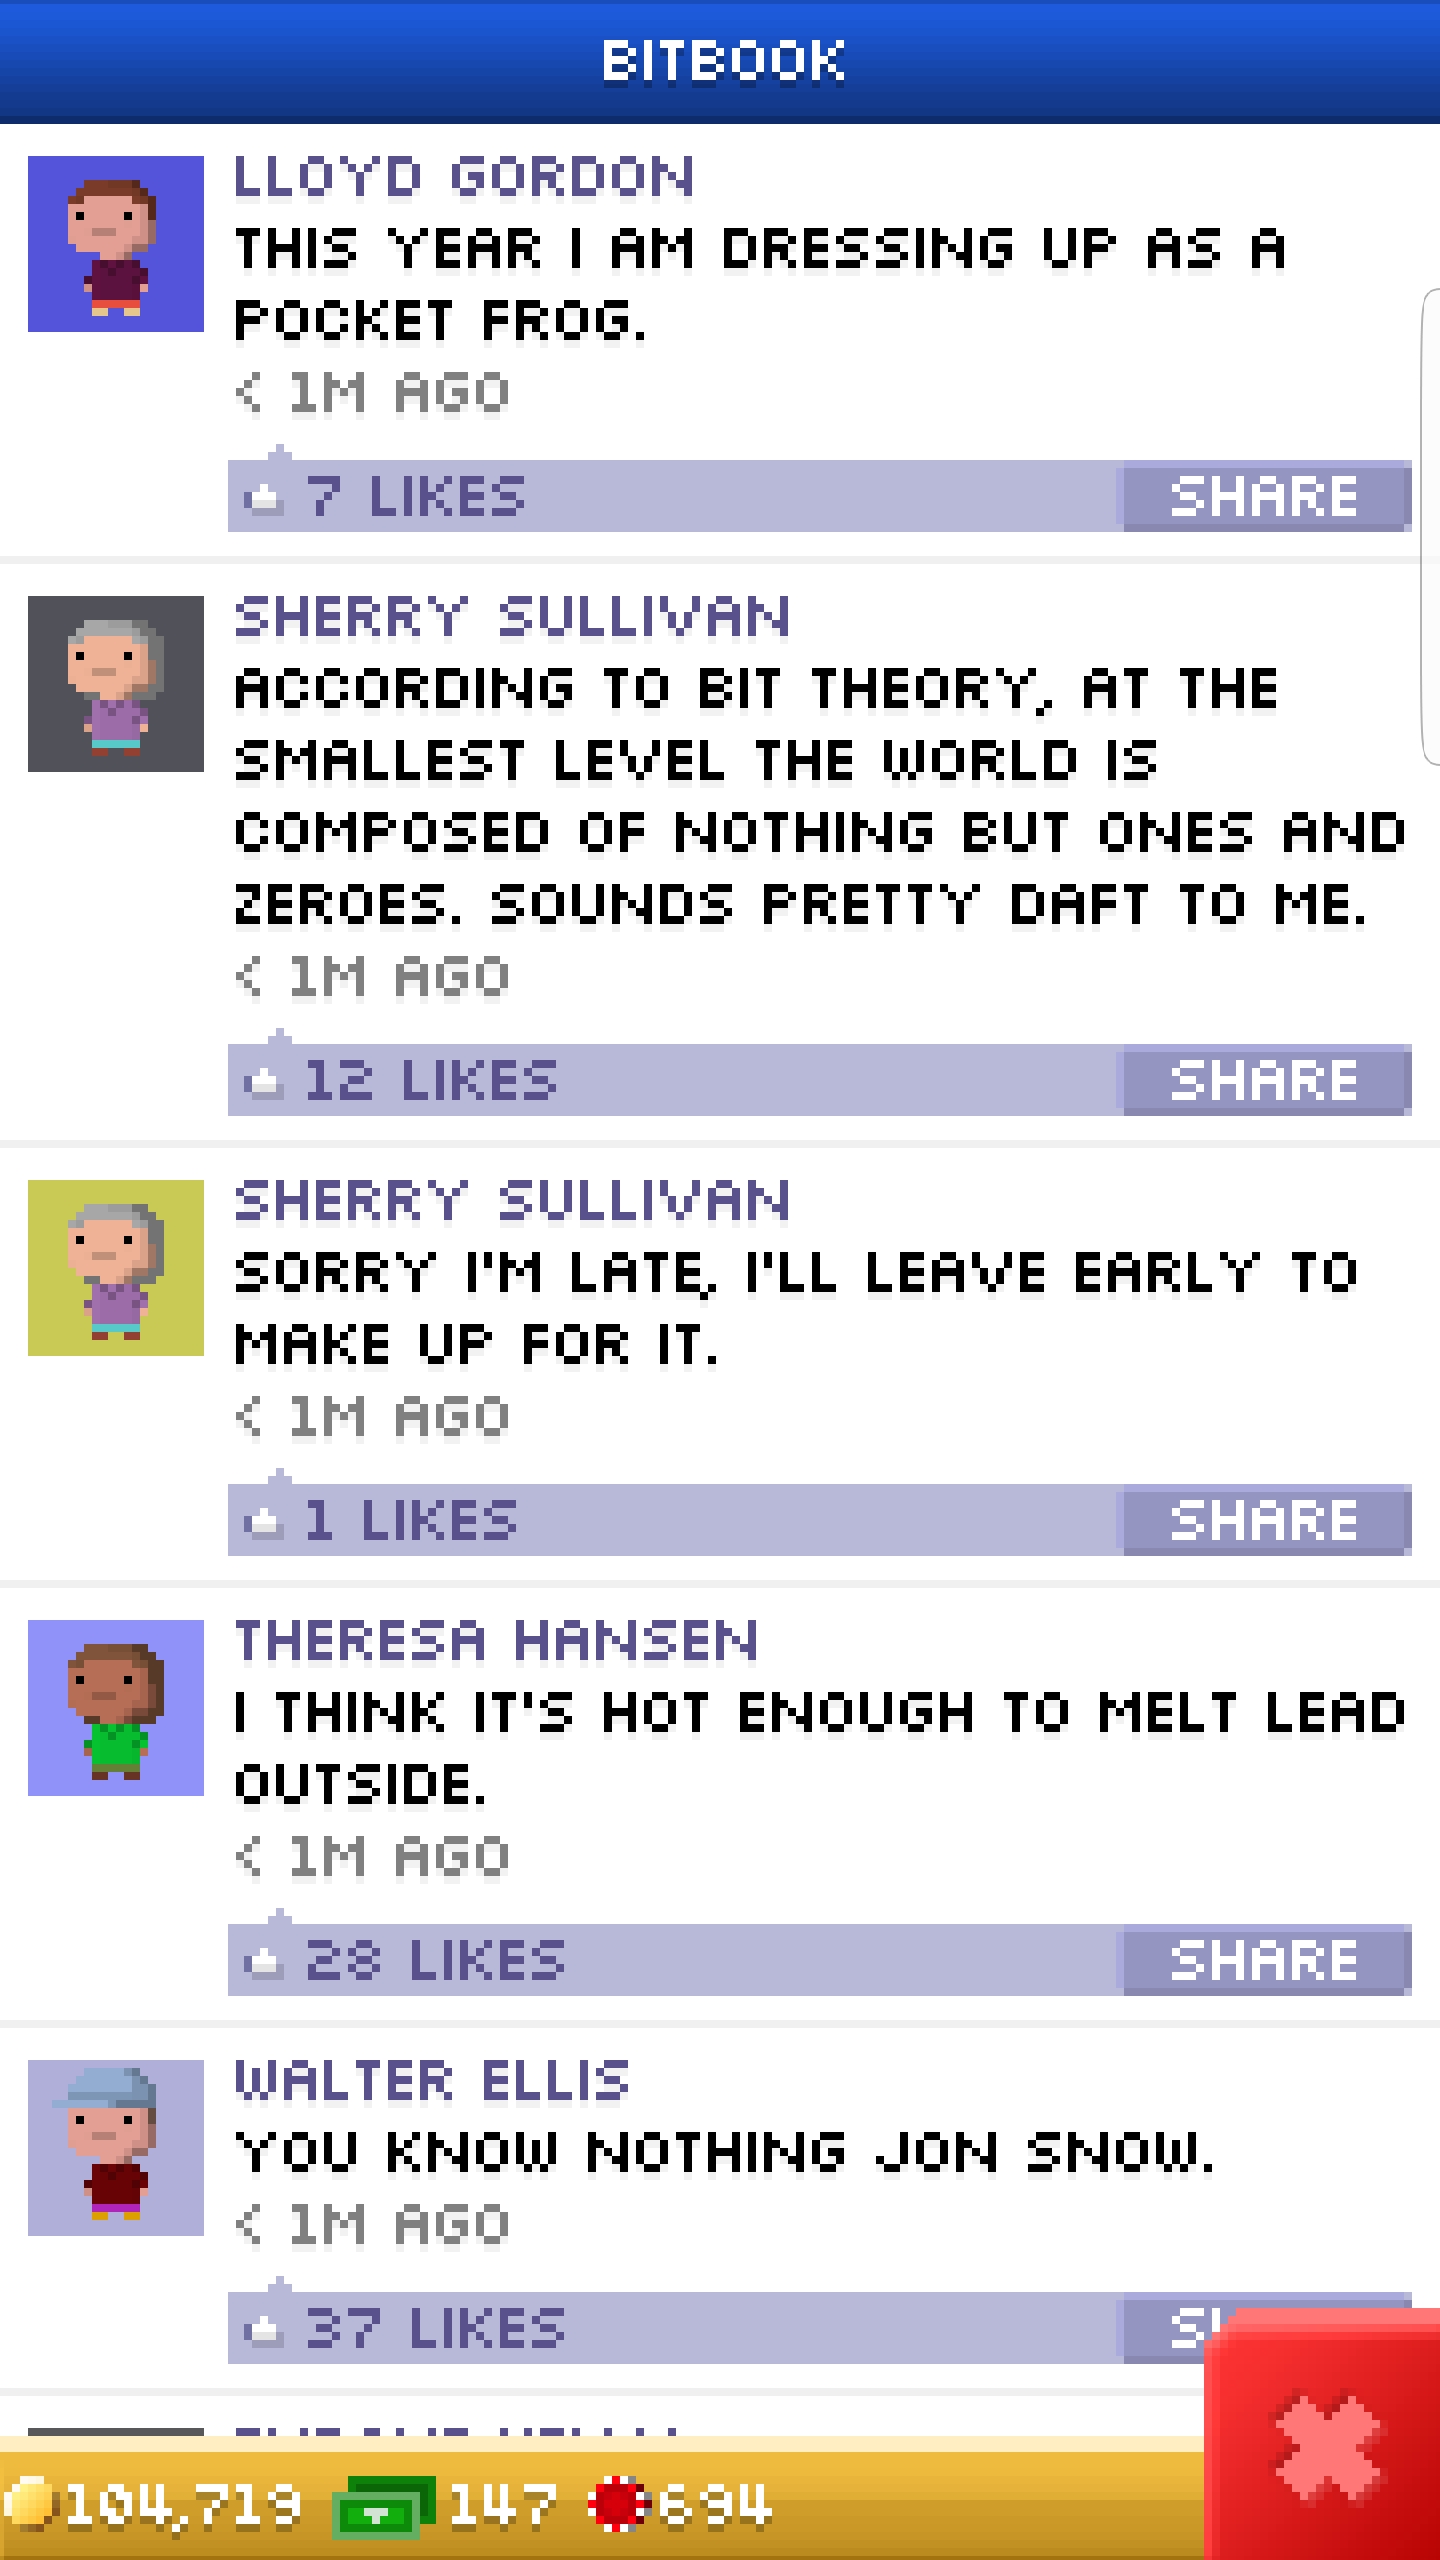 BITBOOK
LLOYD GORDON
THIS YEAR I AM DRESSING UP AS A
POCKET FROG.
< 1M AGO
7 LIKES
SHARE
SHERRY SULLIVAN
ACCORDING TO BIT THEORY, AT THE
SMALLEST LEVEL THE WORLD IS
COMPOSED OF NOTHING BUT ONES AND
ZEROES. SOUNDS PRETTY DAFT TO ME.
< 1M AGO
12 LIKES
SHARE
SHERRY SULLIVAN
SORRY I'M LATE, I'LL LEAVE EARLY TO
MAKE UP FOR IT.
< 1M AGO
1 LIKES
SHARE
THERESA HANSEN
I THINK IT'S HOT ENOUGH TO MELT LEAD
OUTSIDE.
< 1M AGO
28 LIKES
SHARE
WALTER ELLIS
YOU KNOW NOTHING JON SNOW.
< 1M AGO
37 LIKES
104,719 147 694